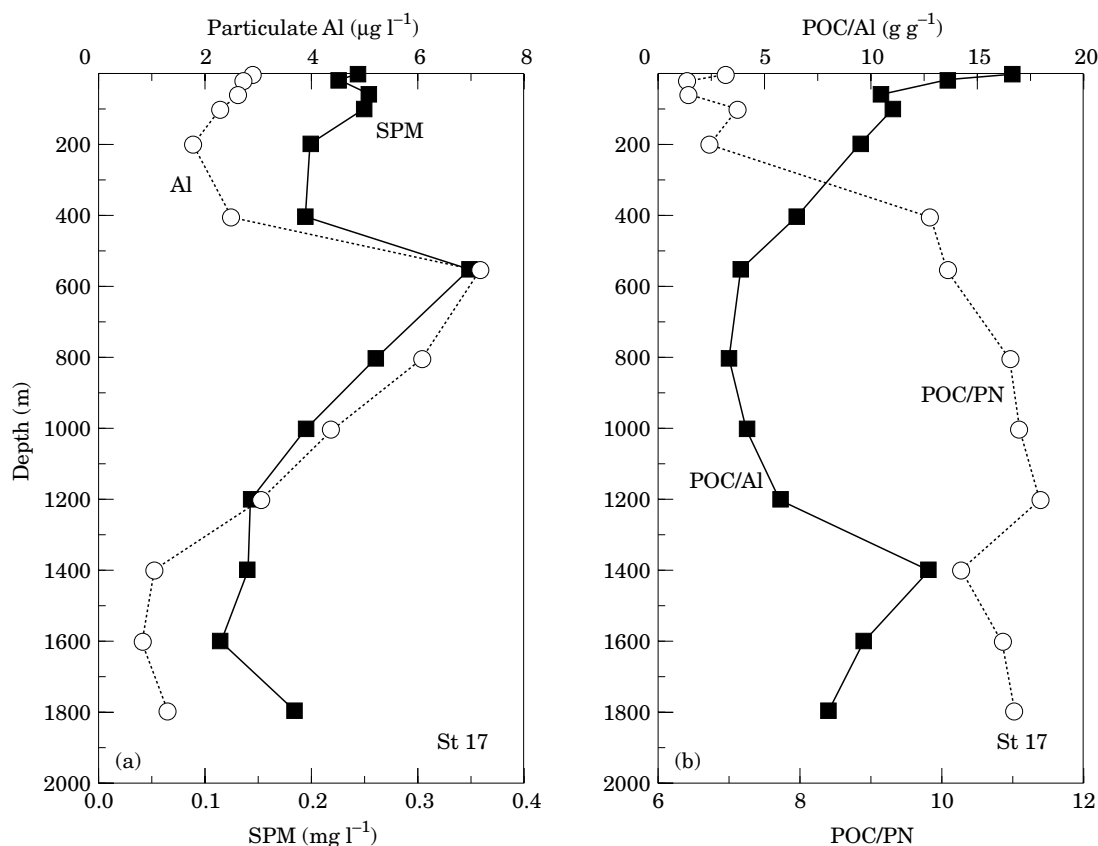 Particulate Al (µg l⁻¹)
0 2 4 6 8
SPM
Al
Depth (m)
200
400
600
800
1000
1200
1400
1600
1800
2000
(a)
St 17
0.0 0.1 0.2 0.3 0.4
SPM (mg l⁻¹)
POC/Al (g g⁻¹)
0 5 10 15 20
POC/PN
POC/Al
(b)
St 17
6 8 10 12
POC/PN